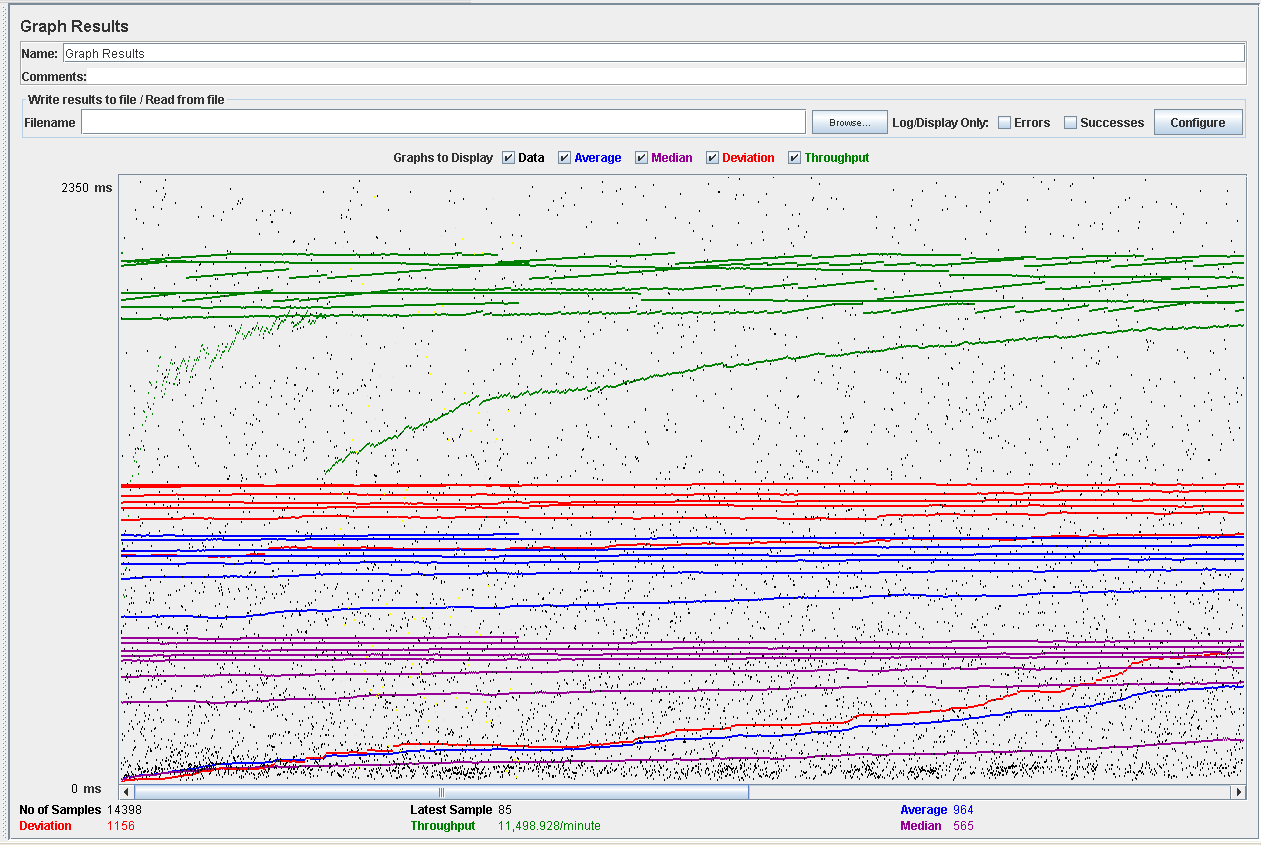 Graph Results
Name: Graph Results
Comments:
Write results to file / Read from file
Filename Browse... Log/Display Only: Errors Successes Configure
Graphs to Display Data Average Median Deviation Throughput
2350 ms
0 ms
No of Samples 14398 Latest Sample 85 Average 964
Deviation 1156 Throughput 11,498.928/minute Median 565